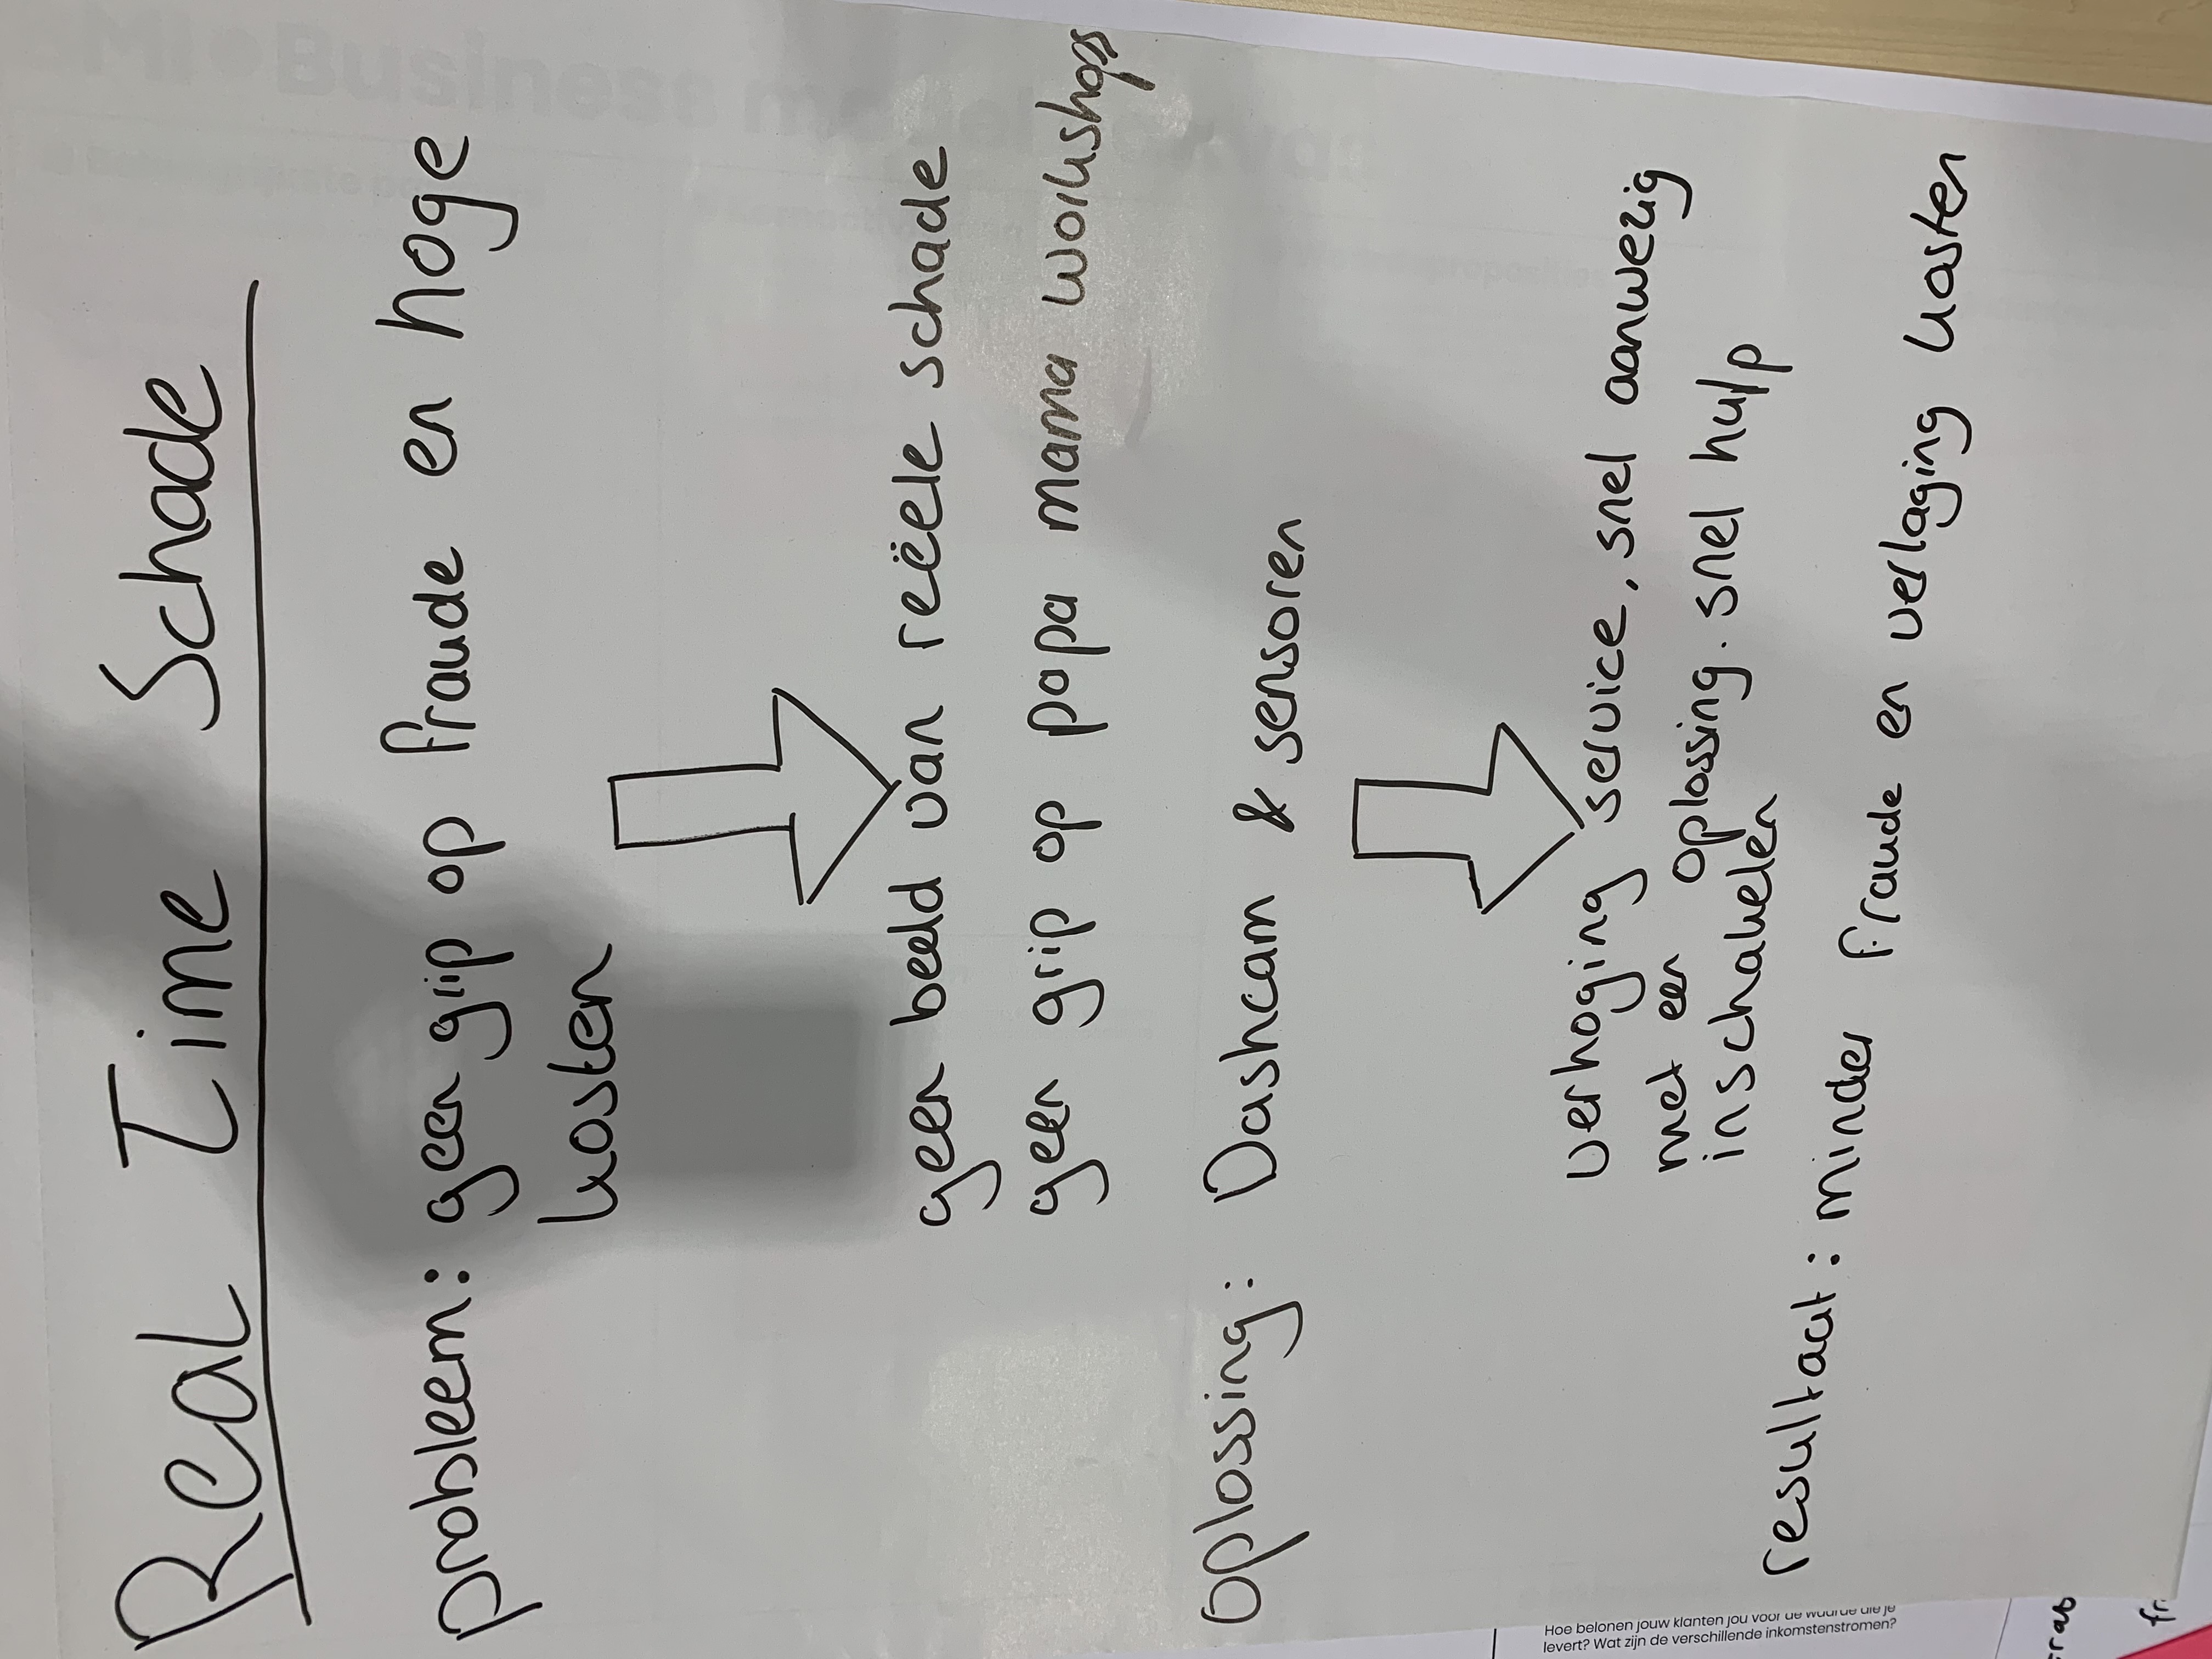 Real Time Schade
probleem: geen grip op fraude en hoge
kosten
geen beeld van reële schade
geen grip op papa mama workshops
Oplossing: Dashcam & sensoren
verhoging service, snel aanwezig
met een oplossing. snel hulp
inschakelen
resultaat: minder fraude en verlaging kosten
MI • Business model
Hoe belonen jouw klanten jou voor de waarde die je
levert? Wat zijn de verschillende inkomstenstromen?